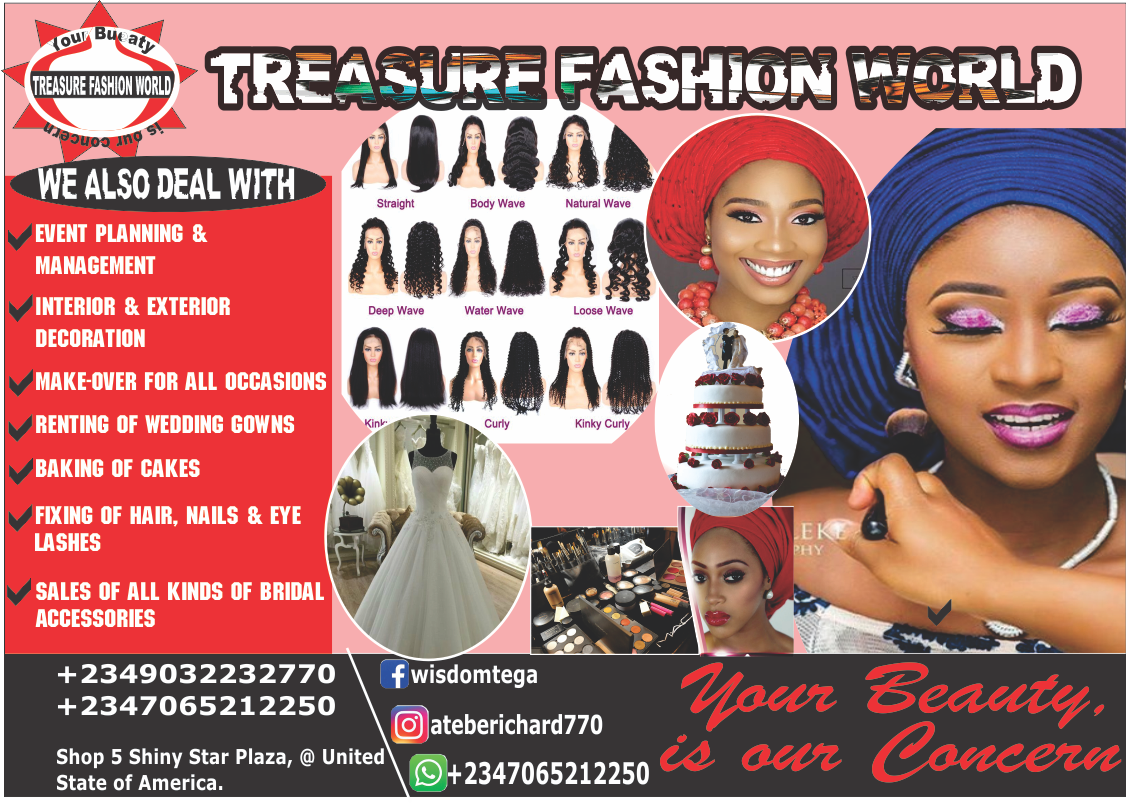 Your Bueaty
TREASURE FASHION WORLD
is our concern
TREASURE FASHION WORLD
WE ALSO DEAL WITH
EVENT PLANNING &
MANAGEMENT
INTERIOR & EXTERIOR
DECORATION
MAKE-OVER FOR ALL OCCASIONS
RENTING OF WEDDING GOWNS
BAKING OF CAKES
FIXING OF HAIR, NAILS & EYE
LASHES
SALES OF ALL KINDS OF BRIDAL
ACCESSORIES
Straight Body Wave Natural Wave
Deep Wave Water Wave Loose Wave
Curly Kinky Curly
MAC
+2349032232770
+2347065212250
Shop 5 Shiny Star Plaza, @ United
State of America.
wisdomtega
ateberichard770
+2347065212250
Your Beauty,
is our Concern